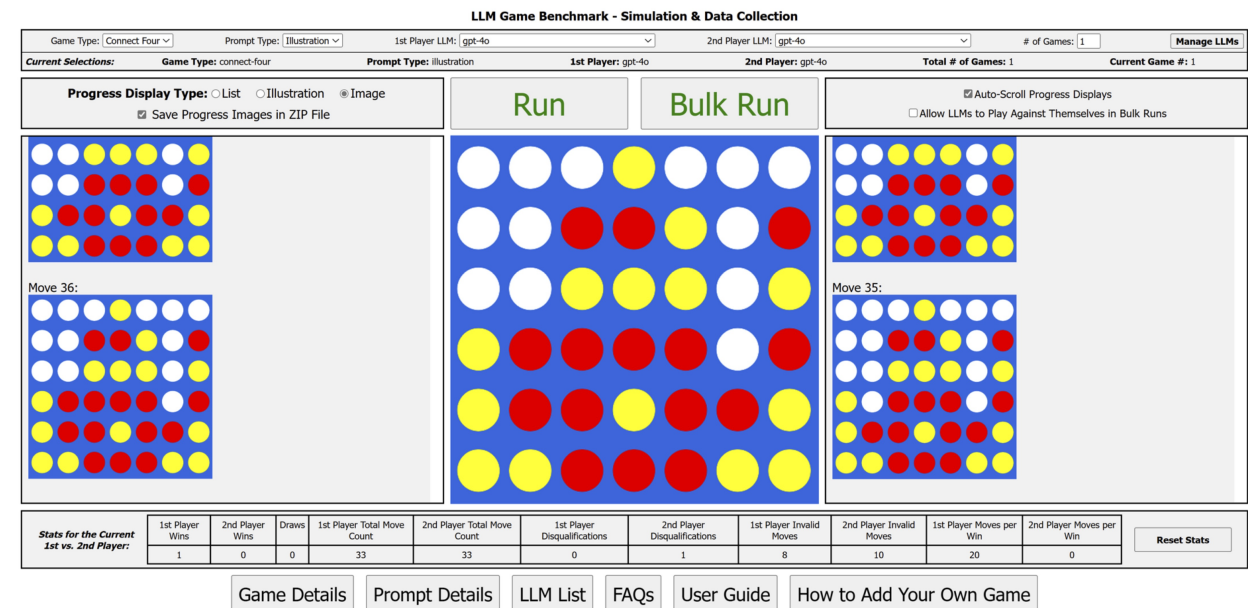 LLM Game Benchmark - Simulation & Data Collection
Game Type: Connect Four Prompt Type: Illustration 1st Player LLM: gpt-4o 2nd Player LLM: gpt-4o # of Games: 1 Manage LLMs
Current Selections: Game Type: connect-four Prompt Type: illustration 1st Player: gpt-4o 2nd Player: gpt-4o Total # of Games: 1 Current Game #: 1
Progress Display Type: List Illustration Image
Save Progress Images in ZIP File
Run
Bulk Run
Auto-Scroll Progress Displays
Allow LLMs to Play Against Themselves in Bulk Runs
Move 36:
Move 35:
Stats for the Current
1st vs. 2nd Player:
1st Player
Wins
2nd Player
Wins
Draws
1st Player Total Move
Count
2nd Player Total Move
Count
1st Player
Disqualifications
2nd Player
Disqualifications
1st Player Invalid
Moves
2nd Player Invalid
Moves
1st Player Moves per
Win
2nd Player Moves per
Win
1 0 0 33 33 0 1 8 10 20 0
Reset Stats
Game Details Prompt Details LLM List FAQs User Guide How to Add Your Own Game